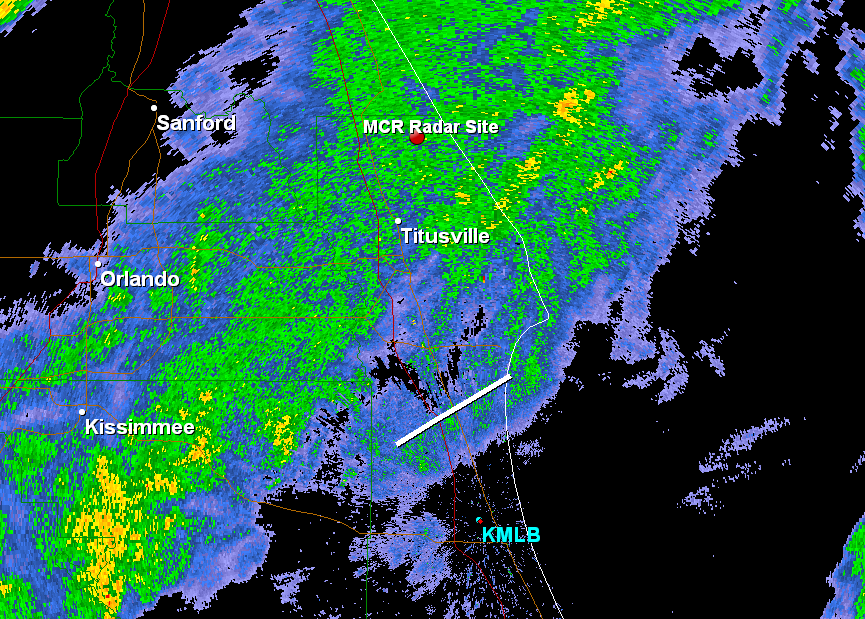 Sanford
MCR Radar Site
Titusville
Orlando
Kissimmee
KMLB